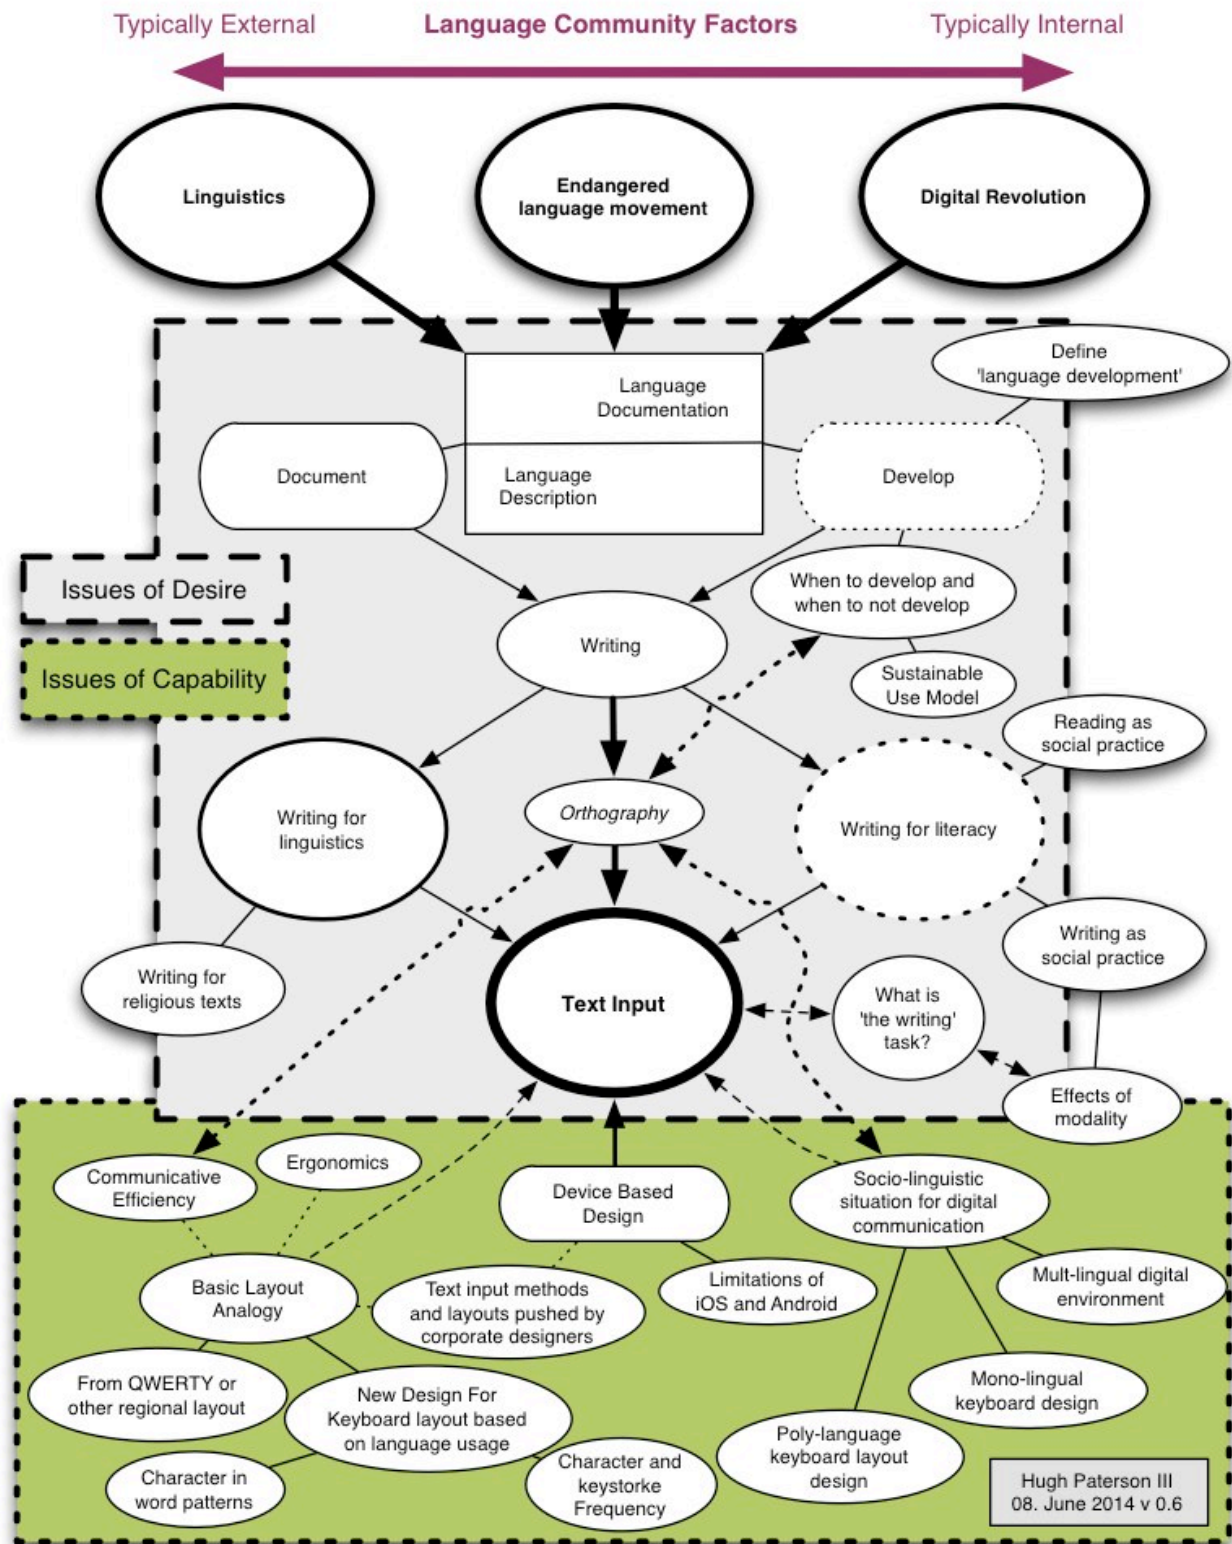 Typically External
Language Community Factors
Typically Internal
Linguistics
Endangered
language movement
Digital Revolution
Define
'language development'
Language
Documentation
Document
Language
Description
Develop
Issues of Desire
When to develop and
when to not develop
Writing
Issues of Capability
Sustainable
Use Model
Reading as
social practice
Orthography
Writing for
linguistics
Writing for literacy
Writing as
social practice
Writing for
religious texts
Text Input
What is
'the writing'
task?
Effects of
modality
Communicative
Efficiency
Ergonomics
Device Based
Design
Socio-linguistic
situation for digital
communication
Basic Layout
Analogy
Text input methods
and layouts pushed by
corporate designers
Limitations of
iOS and Android
Mult-lingual digital
environment
From QWERTY or
other regional layout
New Design For
Keyboard layout based
on language usage
Mono-lingual
keyboard design
Poly-language
keyboard layout
design
Character in
word patterns
Character and
keystorke
Frequency
Hugh Paterson III
08. June 2014 v 0.6